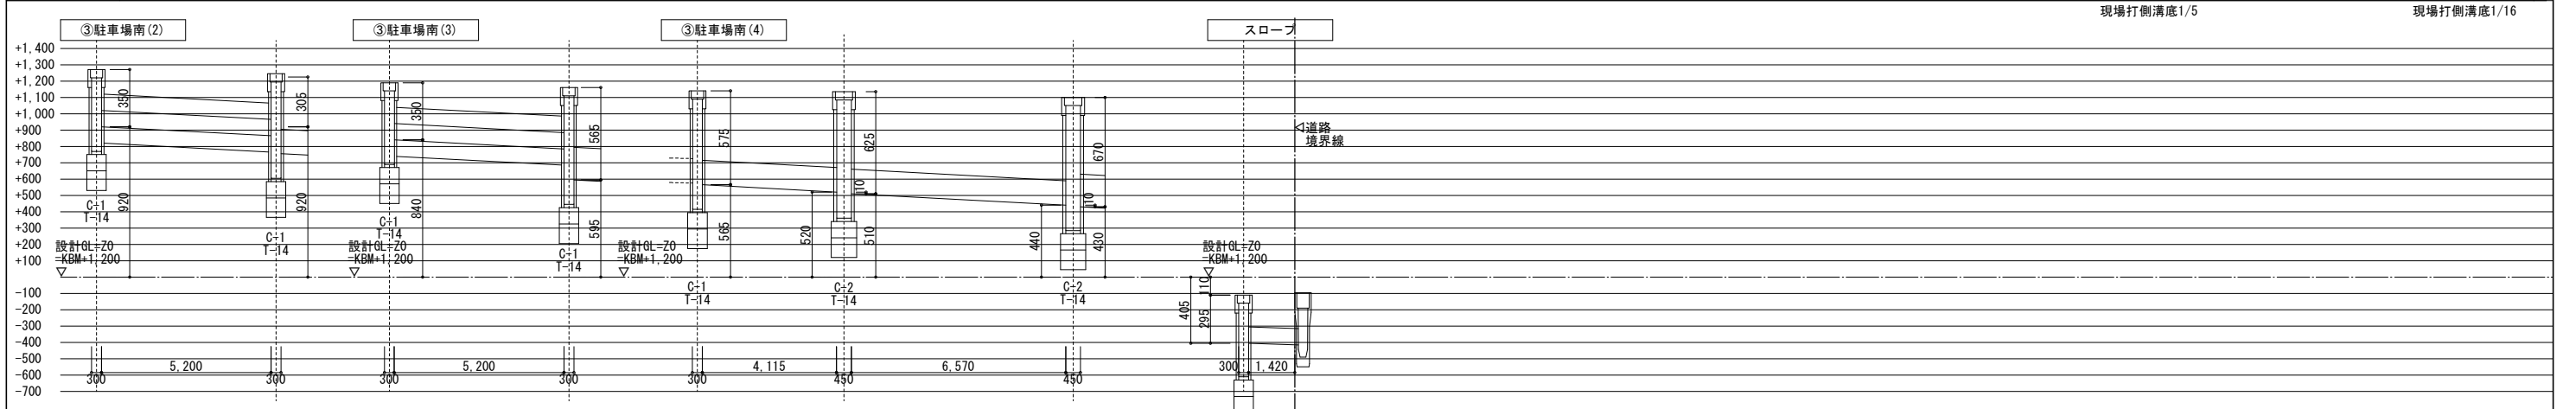 現場打側溝底1/5
現場打側溝底1/16
③駐車場南(2)
③駐車場南(3)
③駐車場南(4)
スロープ
+1,400
+1,300
+1,200
+1,100
+1,000
+900
+800
+700
+600
+500
+400
+300
+200
+100
-100
-200
-300
-400
-500
-600
-700
350
920
C-1
T-14
設計GL=Z0
=KBM+1,200
305
920
C-1
T-14
350
840
C-1
T-14
設計GL=Z0
=KBM+1,200
565
595
C-1
T-14
設計GL=Z0
=KBM+1,200
575
565
C-1
T-14
625
10
520
510
C-2
T-14
670
10
440
430
C-2
T-14
設計GL=Z0
=KBM+1,200
道路
境界線
110
405
295
300
5,200
300
300
5,200
300
300
4,115
450
6,570
450
300
1,420